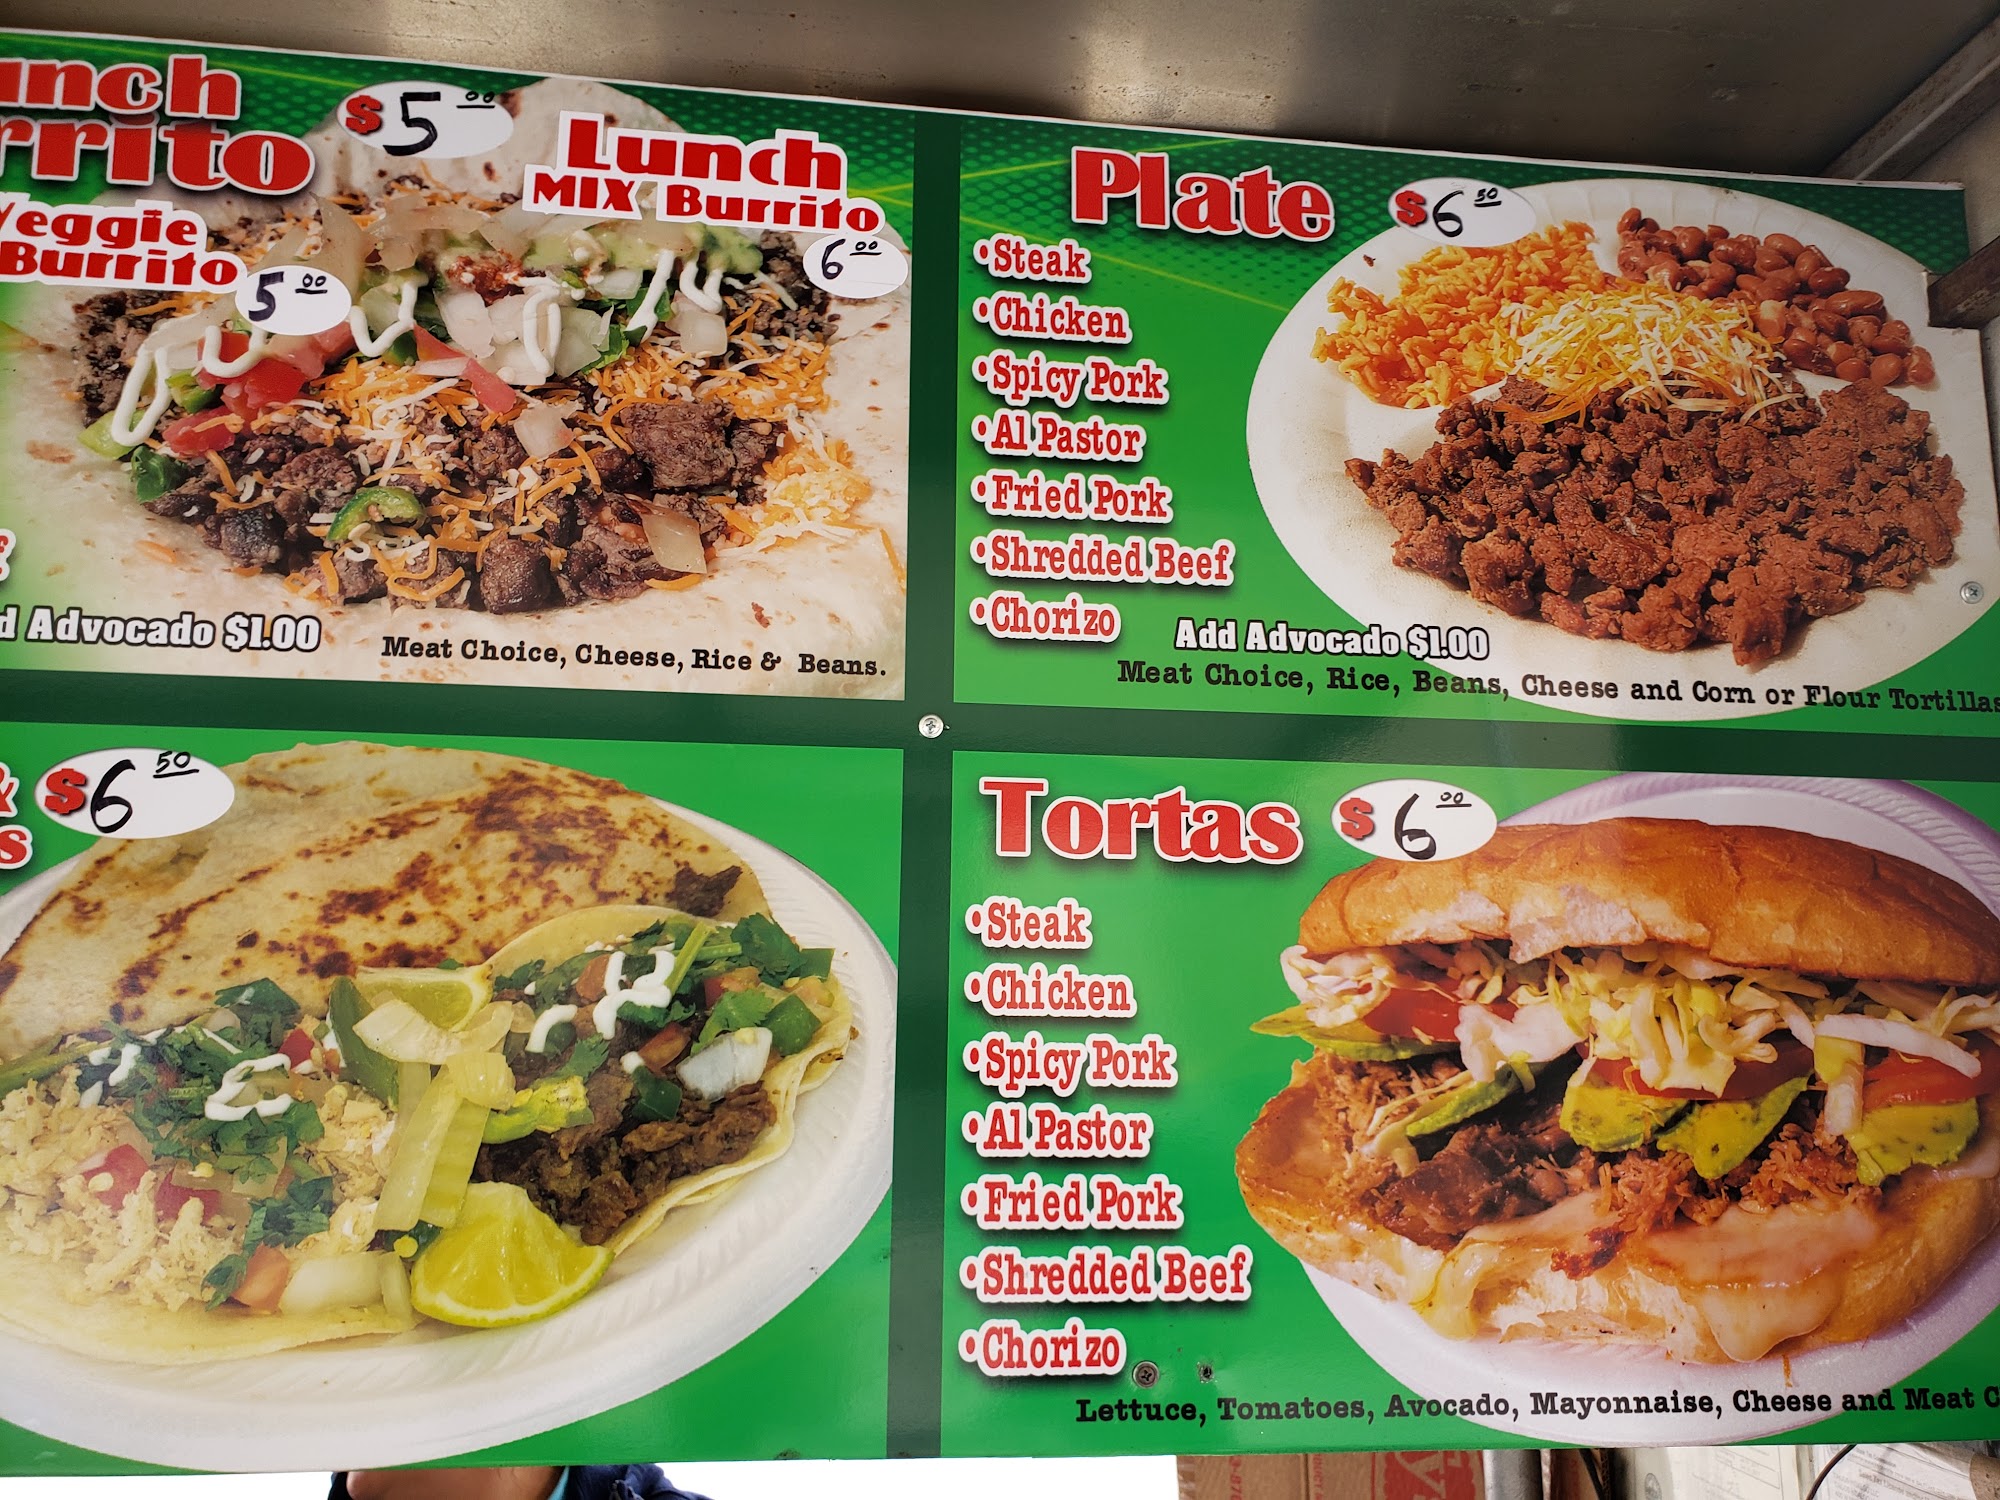 $5 00
Lunch
MIX Burrito
6 00
Veggie
Burrito
5 00
Advocado $1.00
Meat Choice, Cheese, Rice & Beans.
Plate $6 50
•Steak
•Chicken
•Spicy Pork
•Al Pastor
•Fried Pork
•Shredded Beef
•Chorizo
Add Advocado $1.00
Meat Choice, Rice, Beans, Cheese and Corn or Flour Tortillas
& $6 50
Tortas $6 00
•Steak
•Chicken
•Spicy Pork
•Al Pastor
•Fried Pork
•Shredded Beef
•Chorizo
Lettuce, Tomatoes, Avocado, Mayonnaise, Cheese and Meat